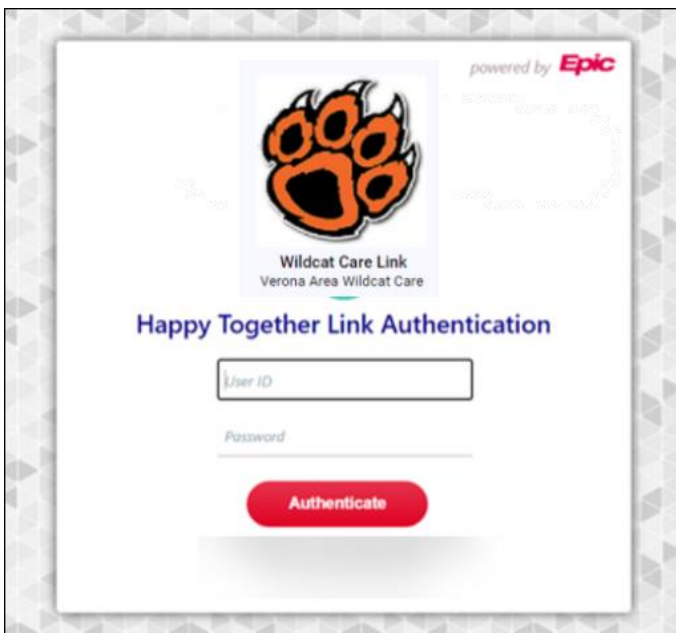 powered by Epic
Wildcat Care Link
Verona Area Wildcat Care
Happy Together Link Authentication
User ID
Password
Authenticate